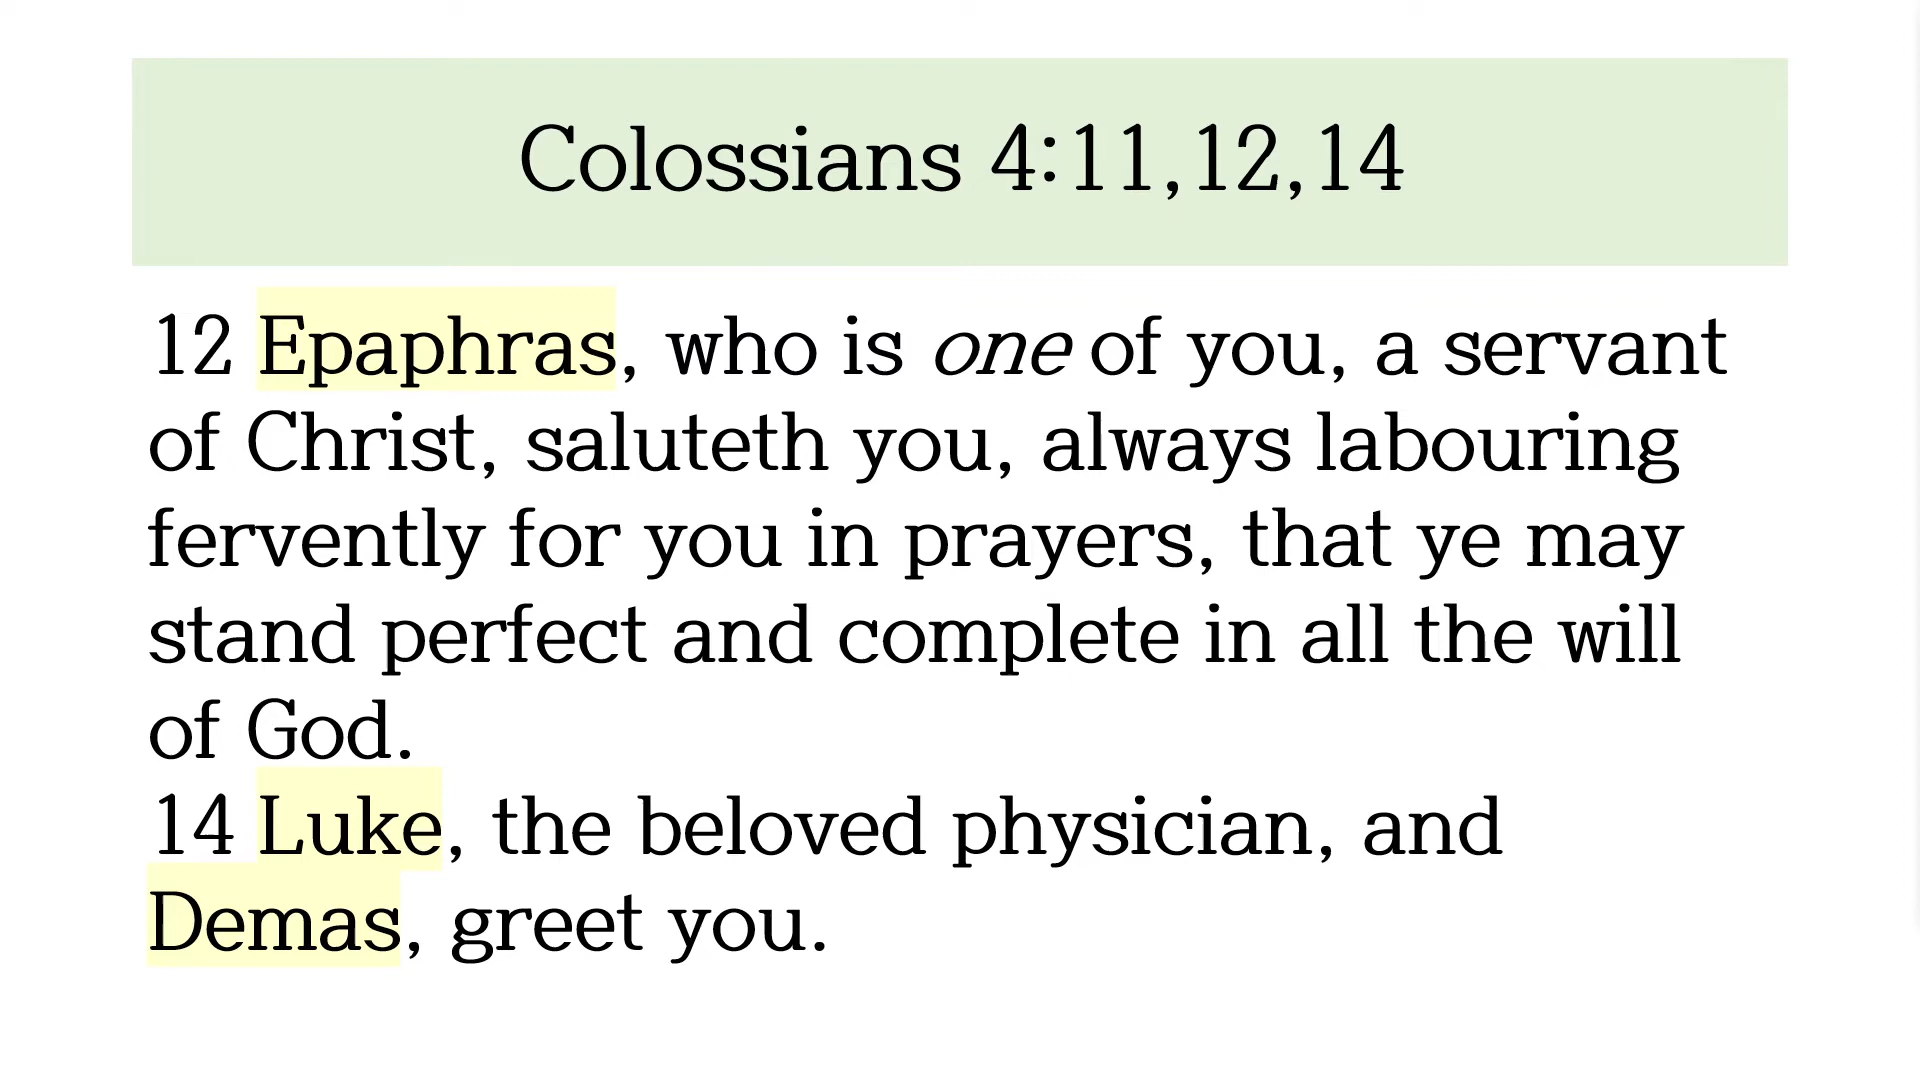 Colossians 4:11,12,14
12 Epaphras, who is one of you, a servant
of Christ, saluteth you, always labouring
fervently for you in prayers, that ye may
stand perfect and complete in all the will
of God.
14 Luke, the beloved physician, and
Demas, greet you.